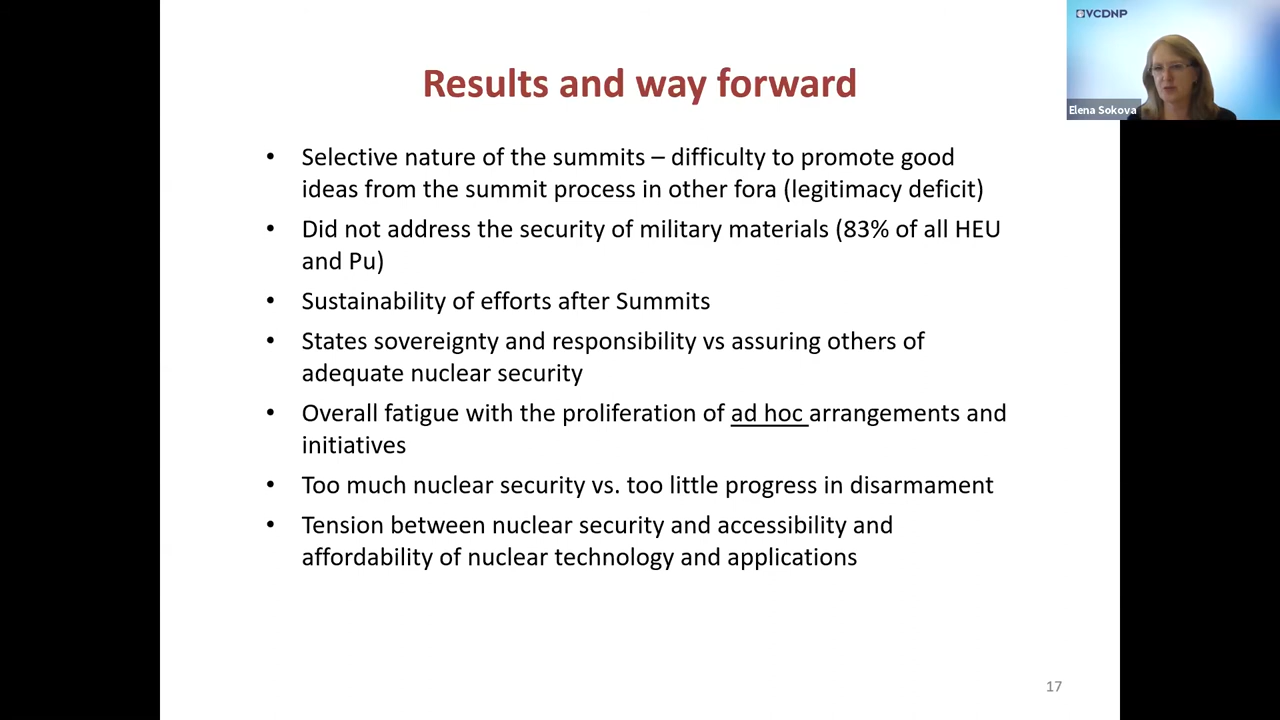 VCDNP
Elena Sokova
Results and way forward
• Selective nature of the summits – difficulty to promote good
ideas from the summit process in other fora (legitimacy deficit)
• Did not address the security of military materials (83% of all HEU
and Pu)
• Sustainability of efforts after Summits
• States sovereignty and responsibility vs assuring others of
adequate nuclear security
• Overall fatigue with the proliferation of ad hoc arrangements and
initiatives
• Too much nuclear security vs. too little progress in disarmament
• Tension between nuclear security and accessibility and
affordability of nuclear technology and applications
17